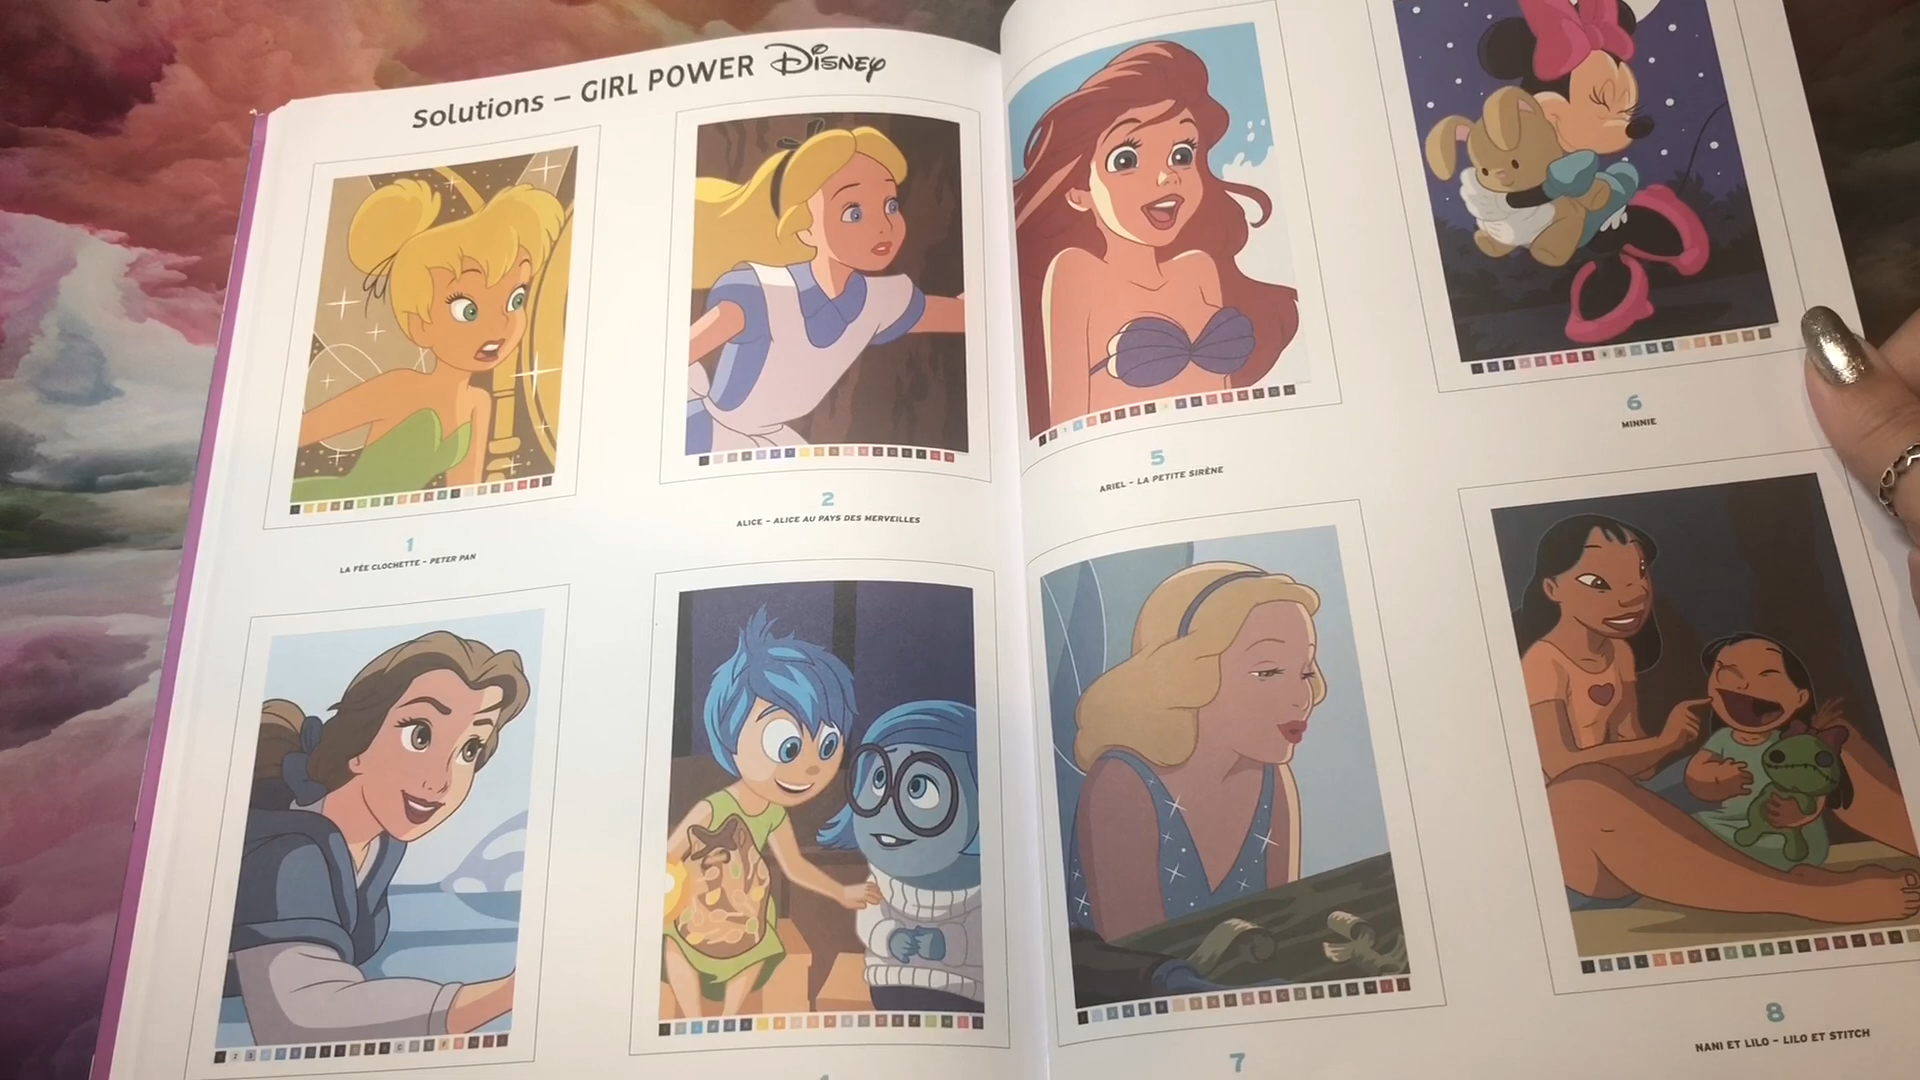 Solutions – GIRL POWER Disney
1
LA FÉE CLOCHETTE – PETER PAN
2
ALICE – ALICE AU PAYS DES MERVEILLES
5
ARIEL – LA PETITE SIRÈNE
6
MINNIE
7
8
NANI ET LILO – LILO ET STITCH